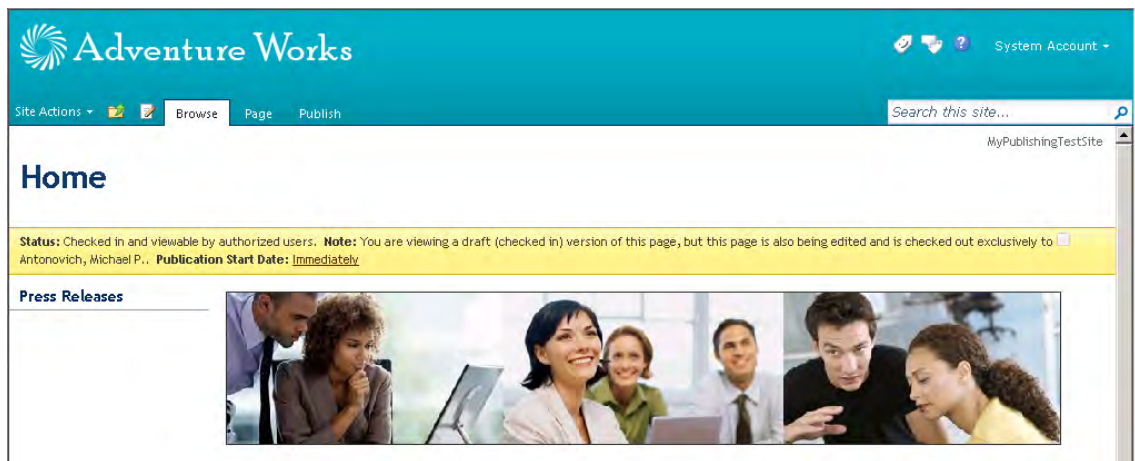 Adventure Works
System Account
Site Actions
Browse
Page
Publish
Search this site...
MyPublishingTestSite
Home
Status: Checked in and viewable by authorized users. Note: You are viewing a draft (checked in) version of this page, but this page is also being edited and is checked out exclusively to
Antonovich, Michael P.. Publication Start Date: Immediately
Press Releases